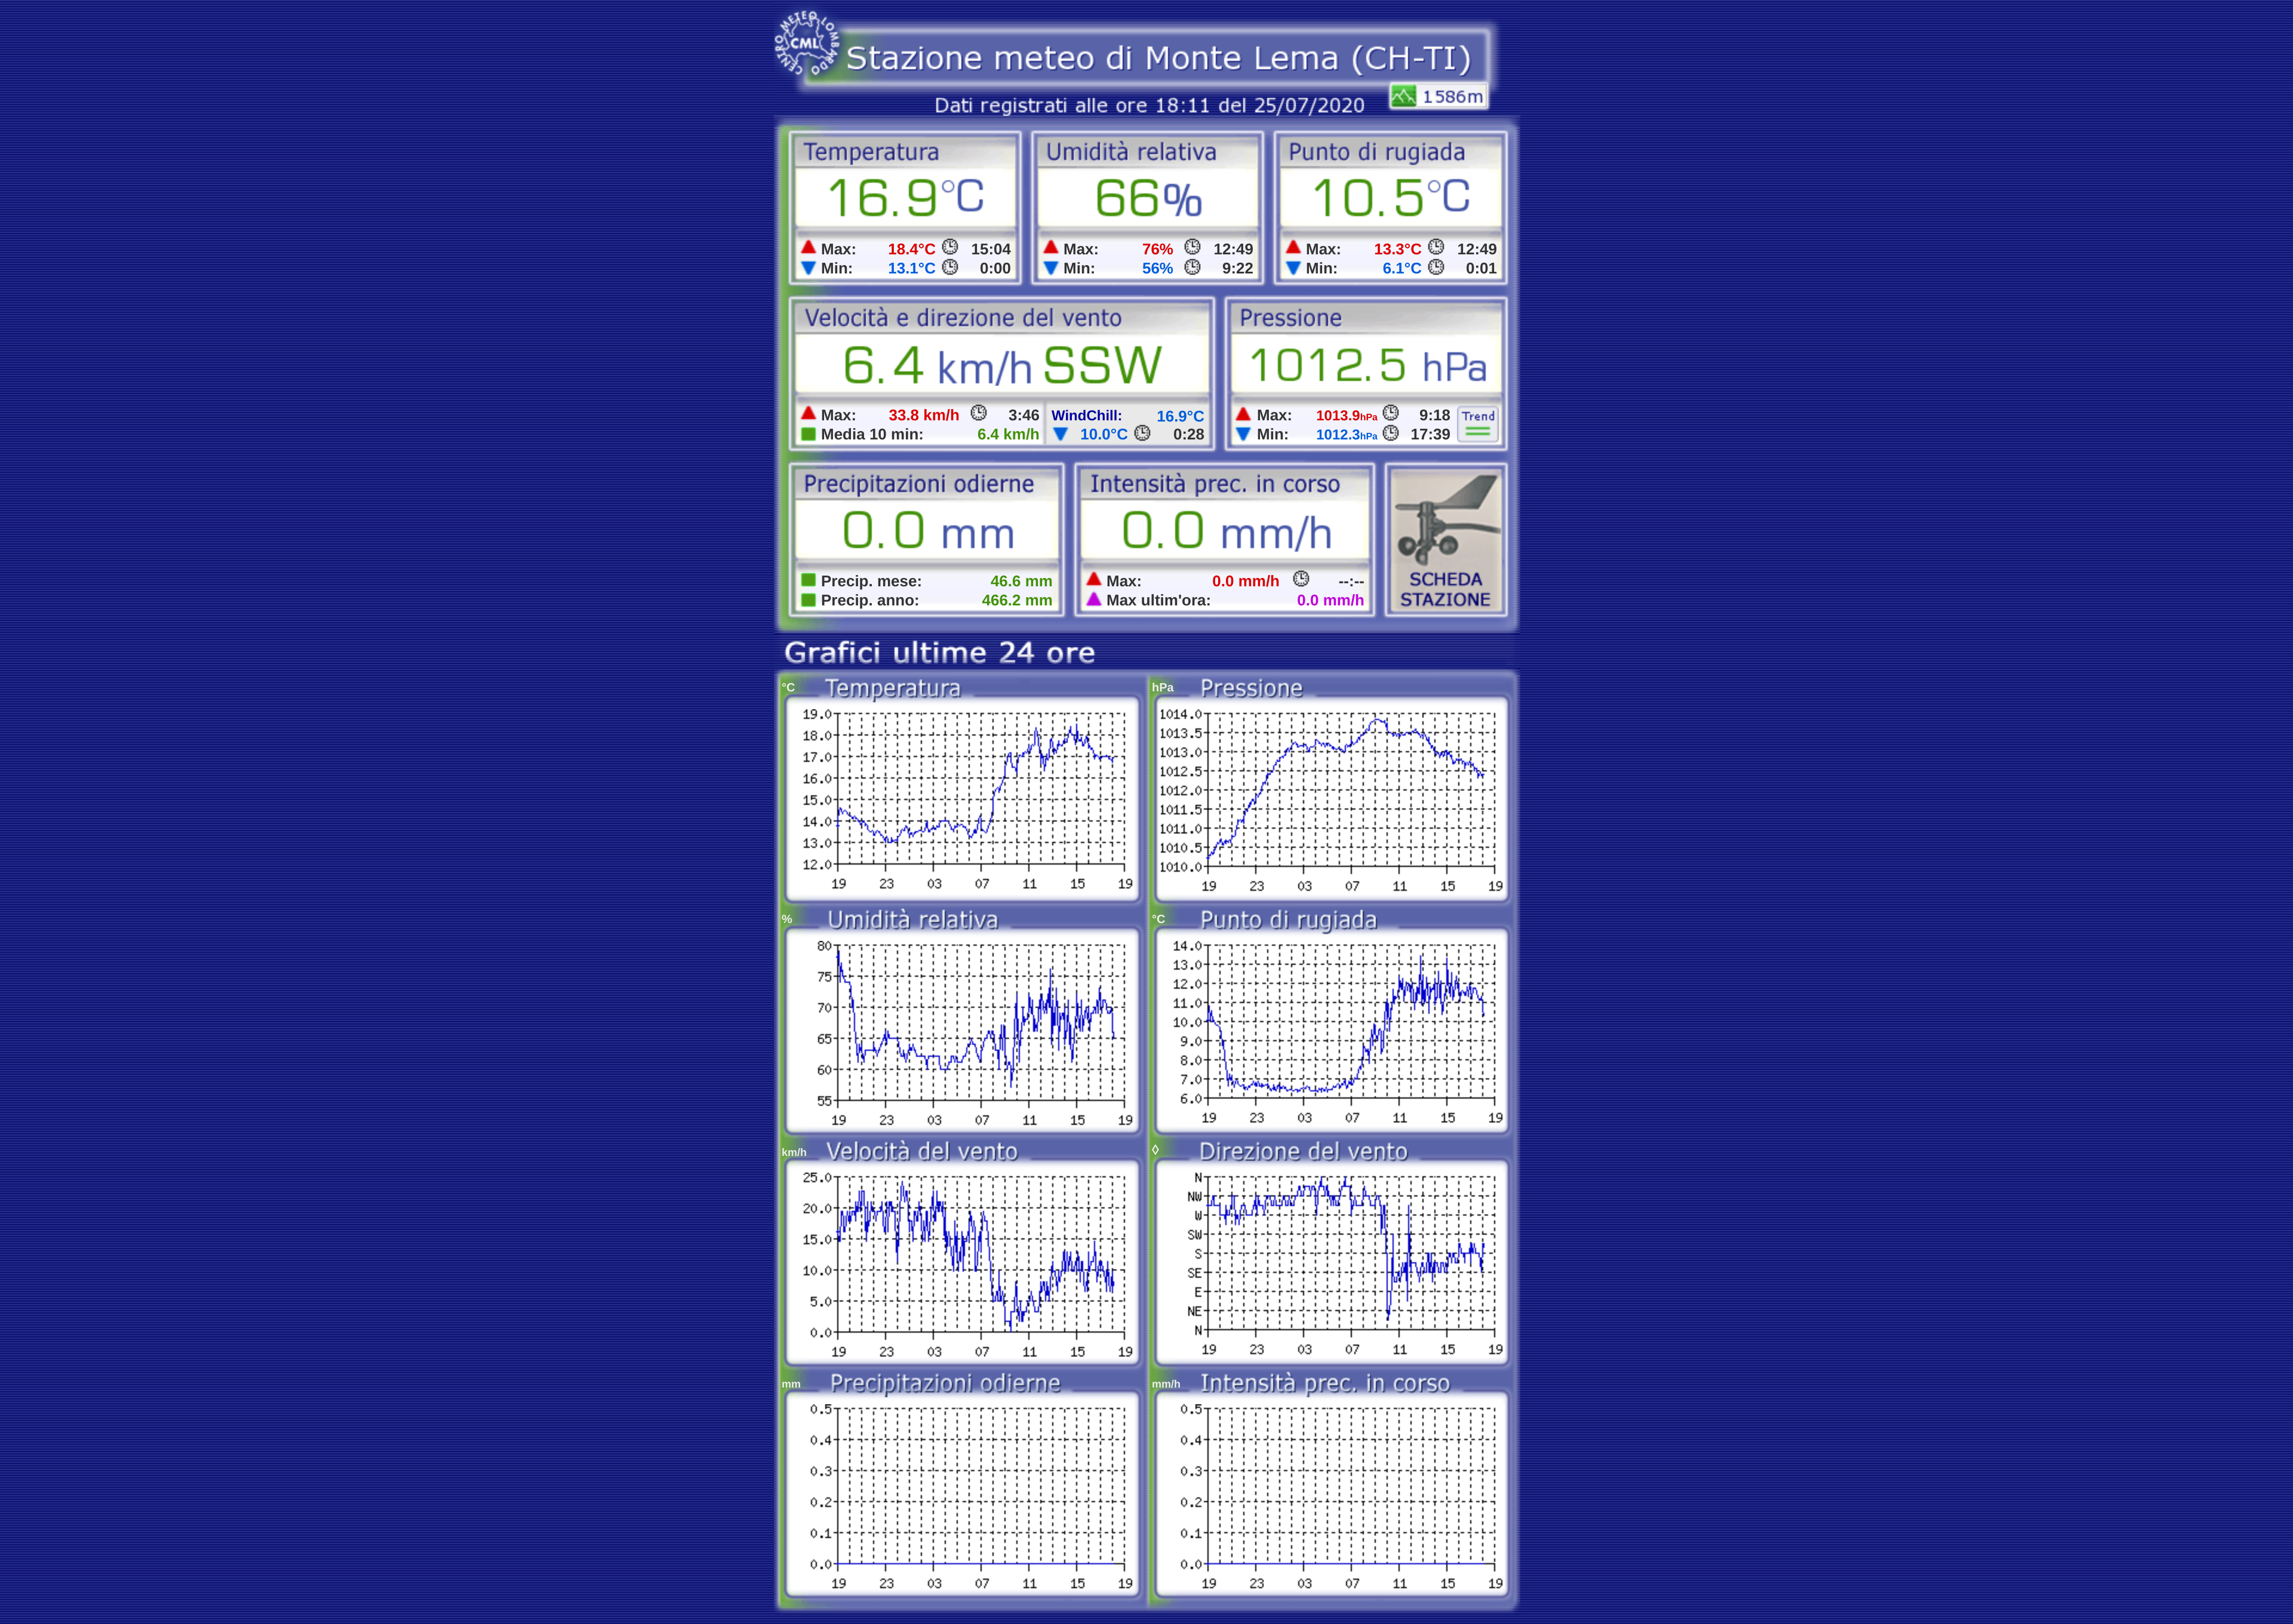 CENTRO METEO LOMBARDO
CML
Stazione meteo di Monte Lema (CH-TI)
Dati registrati alle ore 18:11 del 25/07/2020
1586m
Temperatura
16.9°C
Max: 18.4°C 15:04
Min: 13.1°C 0:00
Umidità relativa
66%
Max: 76% 12:49
Min: 56% 9:22
Punto di rugiada
10.5°C
Max: 13.3°C 12:49
Min: 6.1°C 0:01
Velocità e direzione del vento
6.4 km/h SSW
Max: 33.8 km/h 3:46
Media 10 min: 6.4 km/h
WindChill: 16.9°C
10.0°C 0:28
Pressione
1012.5 hPa
Max: 1013.9hPa 9:18
Min: 1012.3hPa 17:39
Trend
Precipitazioni odierne
0.0 mm
Precip. mese: 46.6 mm
Precip. anno: 466.2 mm
Intensità prec. in corso
0.0 mm/h
Max: 0.0 mm/h --:--
Max ultim'ora: 0.0 mm/h
SCHEDA
STAZIONE
Grafici ultime 24 ore
°C Temperatura
19.0
18.0
17.0
16.0
15.0
14.0
13.0
12.0
19 23 03 07 11 15 19
hPa Pressione
1014.0
1013.5
1013.0
1012.5
1012.0
1011.5
1011.0
1010.5
1010.0
19 23 03 07 11 15 19
% Umidità relativa
80
75
70
65
60
55
19 23 03 07 11 15 19
°C Punto di rugiada
14.0
13.0
12.0
11.0
10.0
9.0
8.0
7.0
6.0
19 23 03 07 11 15 19
km/h Velocità del vento
25.0
20.0
15.0
10.0
5.0
0.0
19 23 03 07 11 15 19
◊ Direzione del vento
N
NW
W
SW
S
SE
E
NE
N
19 23 03 07 11 15 19
mm Precipitazioni odierne
0.5
0.4
0.3
0.2
0.1
0.0
19 23 03 07 11 15 19
mm/h Intensità prec. in corso
0.5
0.4
0.3
0.2
0.1
0.0
19 23 03 07 11 15 19